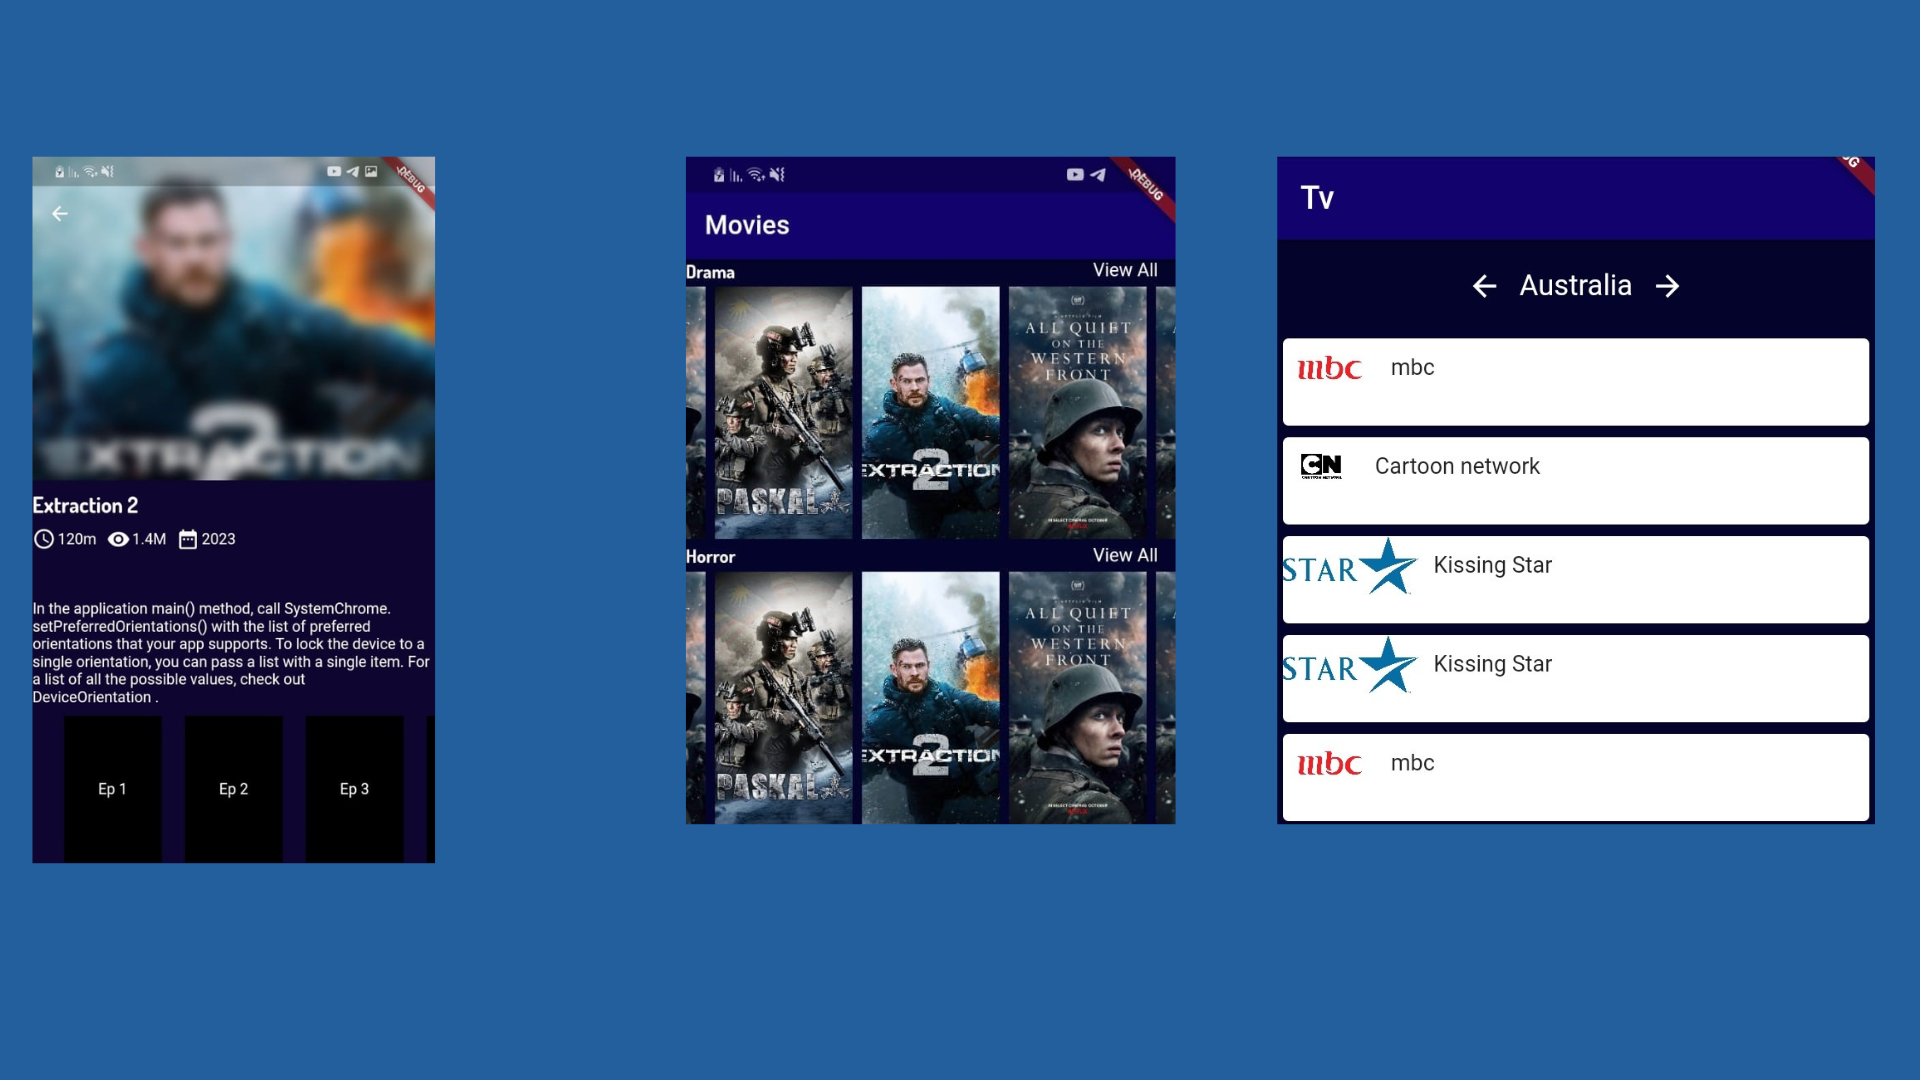 DEBUG
EXTRACTION
2
Extraction 2
120m 1.4M 2023
In the application main() method, call SystemChrome.
setPreferredOrientations() with the list of preferred
orientations that your app supports. To lock the device to a
single orientation, you can pass a list with a single item. For
a list of all the possible values, check out
DeviceOrientation .
Ep 1 Ep 2 Ep 3
DEBUG
Movies
Drama View All
PASKAL
EXTRACTION
2
ALL QUIET
ON THE
WESTERN
FRONT
Horror View All
PASKAL
EXTRACTION
2
ALL QUIET
ON THE
WESTERN
FRONT
Tv
Australia
mbc mbc
CN
CARTOON NETWORK
Cartoon network
STAR Kissing Star
STAR Kissing Star
mbc mbc